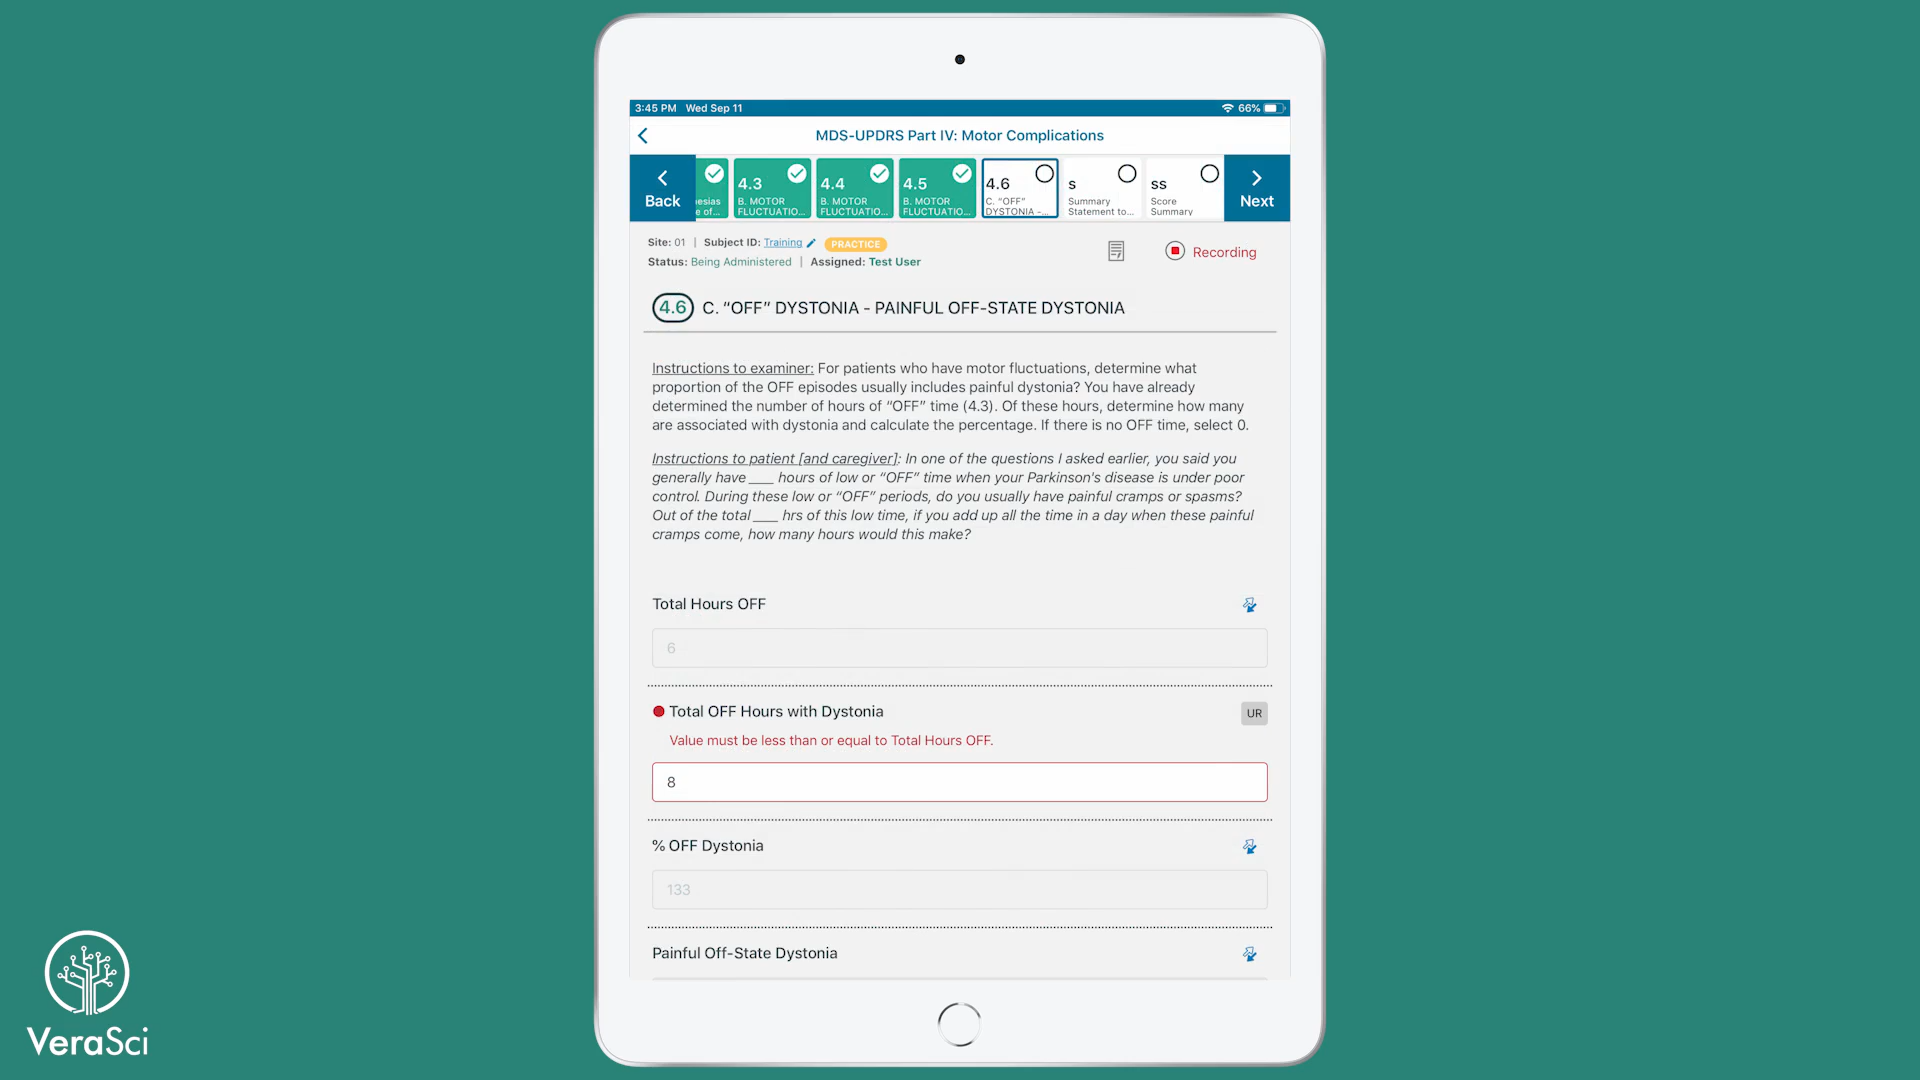 3:45 PM Wed Sep 11 66%
MDS-UPDRS Part IV: Motor Complications
Back
esias
e of...
4.3
B. MOTOR
FLUCTUATIO...
4.4
B. MOTOR
FLUCTUATIO...
4.5
B. MOTOR
FLUCTUATIO...
4.6
C. “OFF”
DYSTONIA -...
s
Summary
Statement to...
ss
Score
Summary
Next
Site: 01 | Subject ID: Training PRACTICE
Status: Being Administered | Assigned: Test User
Recording
4.6 C. “OFF” DYSTONIA - PAINFUL OFF-STATE DYSTONIA
Instructions to examiner: For patients who have motor fluctuations, determine what
proportion of the OFF episodes usually includes painful dystonia? You have already
determined the number of hours of “OFF” time (4.3). Of these hours, determine how many
are associated with dystonia and calculate the percentage. If there is no OFF time, select 0.
Instructions to patient [and caregiver]: In one of the questions I asked earlier, you said you
generally have ___ hours of low or “OFF” time when your Parkinson's disease is under poor
control. During these low or “OFF” periods, do you usually have painful cramps or spasms?
Out of the total ___ hrs of this low time, if you add up all the time in a day when these painful
cramps come, how many hours would this make?
Total Hours OFF
6
Total OFF Hours with Dystonia UR
Value must be less than or equal to Total Hours OFF.
8
% OFF Dystonia
133
Painful Off-State Dystonia
VeraSci